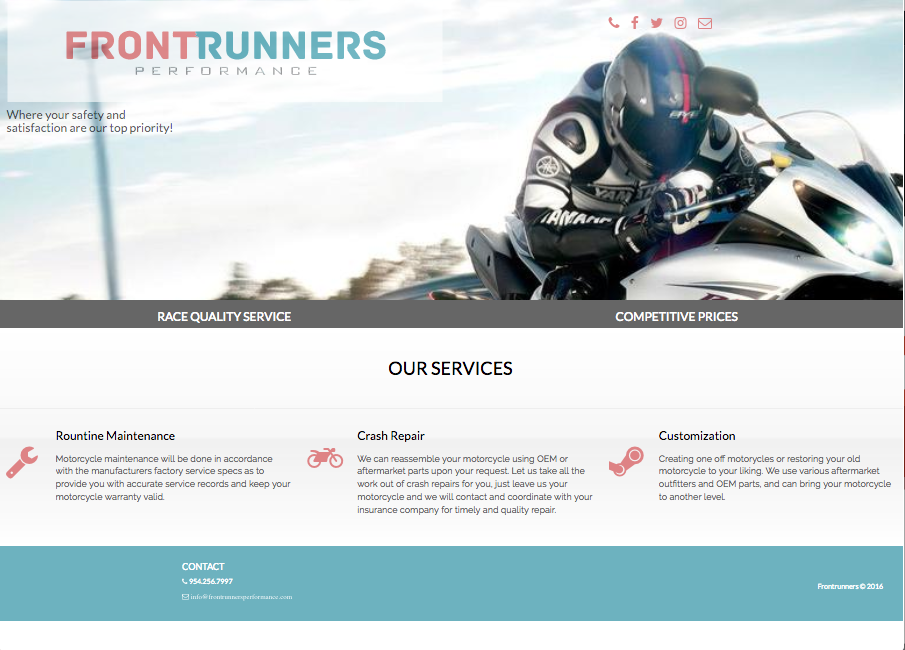 FRONTRUNNERS
PERFORMANCE
Where your safety and
satisfaction are our top priority!
YAMAHA
RACE QUALITY SERVICE
COMPETITIVE PRICES
OUR SERVICES
Rountine Maintenance
Motorcycle maintenance will be done in accordance
with the manufacturers factory service specs as to
provide you with accurate service records and keep your
motorcycle warranty valid.
Crash Repair
We can reassemble your motorcycle using OEM or
aftermarket parts upon your request. Let us take all the
work out of crash repairs for you, just leave us your
motorcycle and we will contact and coordinate with your
insurance company for timely and quality repair.
Customization
Creating one off motorycles or restoring your old
motorcycle to your liking. We use various aftermarket
outfitters and OEM parts, and can bring your motorcycle
to another level.
CONTACT
954.256.7997
info@frontrunnersperformance.com
Frontrunners © 2016